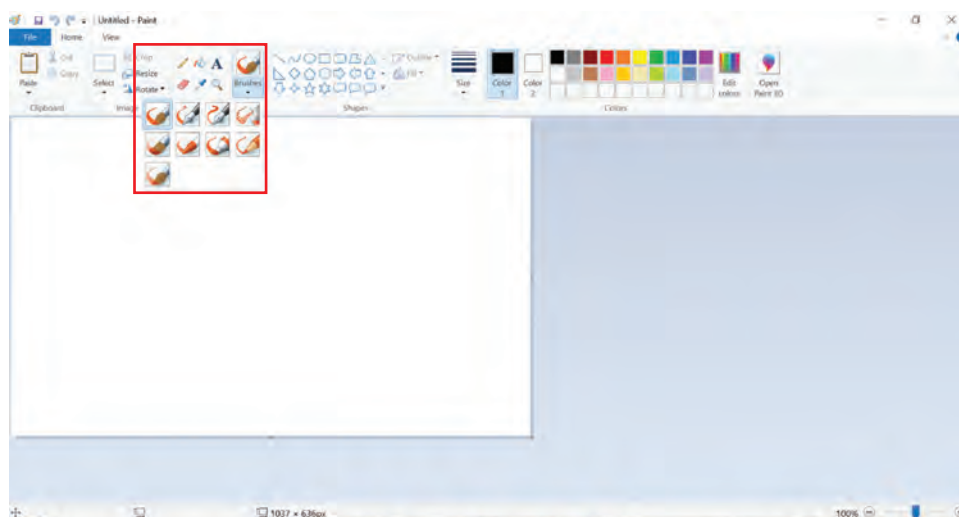 Untitled - Paint
File Home View
Paste
Cut
Copy
Clipboard
Select
Crop
Resize
Rotate
Image
A
Brushes
Outline
Fill
Shapes
Size
Color 1
Color 2
Colors
Edit colors
Open Paint 3D
1037 × 636px
100%